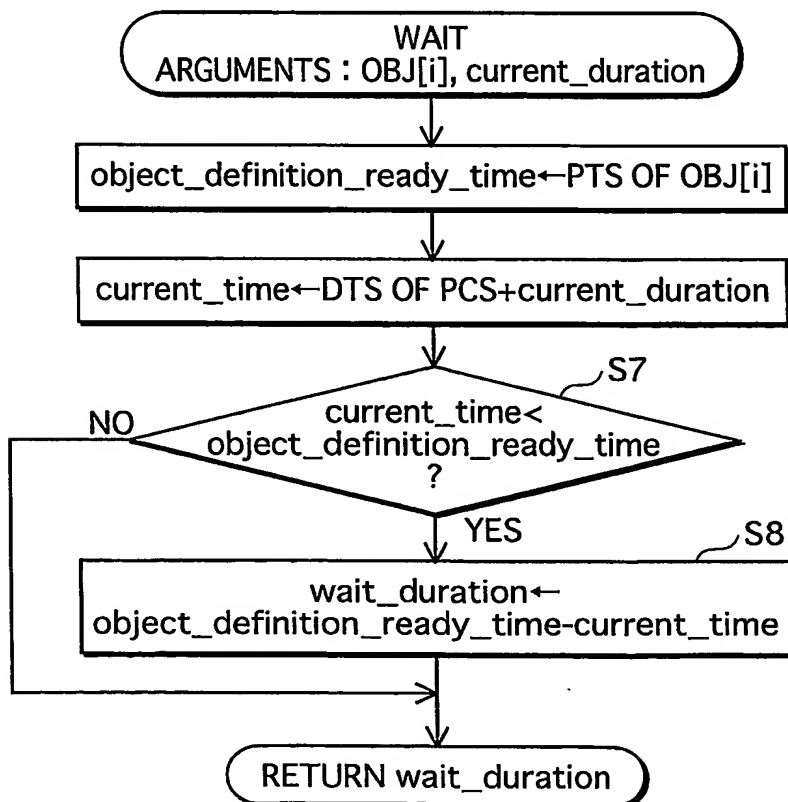 WAIT
ARGUMENTS : OBJ[i], current_duration
object_definition_ready_time←PTS OF OBJ[i]
current_time←DTS OF PCS+current_duration
S7
NO
current_time<
object_definition_ready_time
?
YES
S8
wait_duration←
object_definition_ready_time-current_time
RETURN wait_duration